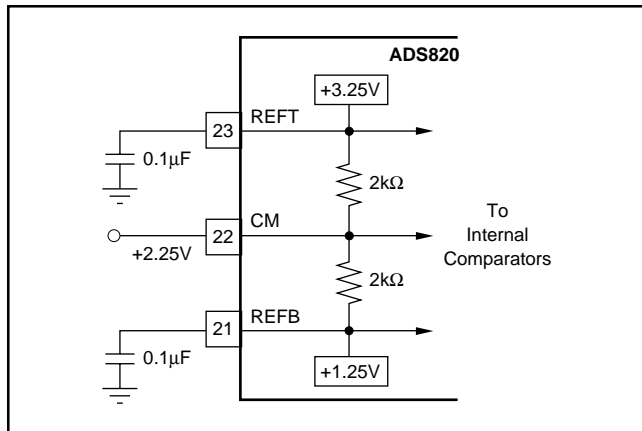 ADS820
+3.25V
23
REFT
0.1µF
2kΩ
22
CM
+2.25V
To
Internal
Comparators
2kΩ
21
REFB
0.1µF
+1.25V